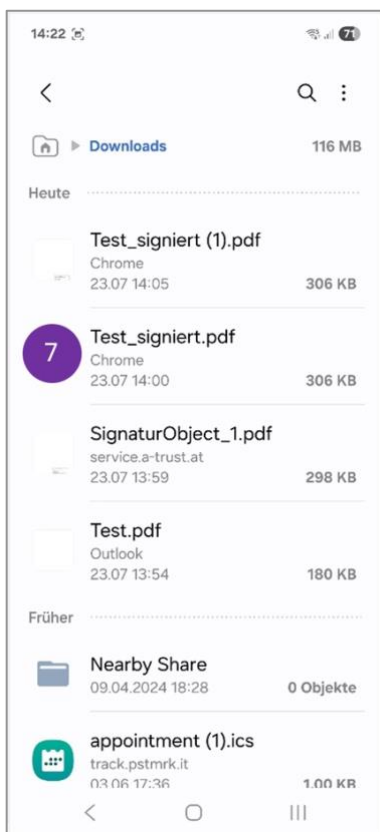 14:22
71
Downloads 116 MB
Heute
Test_signiert (1).pdf
Chrome
23.07 14:05 306 KB
7
Test_signiert.pdf
Chrome
23.07 14:00 306 KB
SignaturObject_1.pdf
service.a-trust.at
23.07 13:59 298 KB
Test.pdf
Outlook
23.07 13:54 180 KB
Früher
Nearby Share
09.04.2024 18:28 0 Objekte
appointment (1).ics
track.pstmrk.it
03.06 17:36 1.00 KB